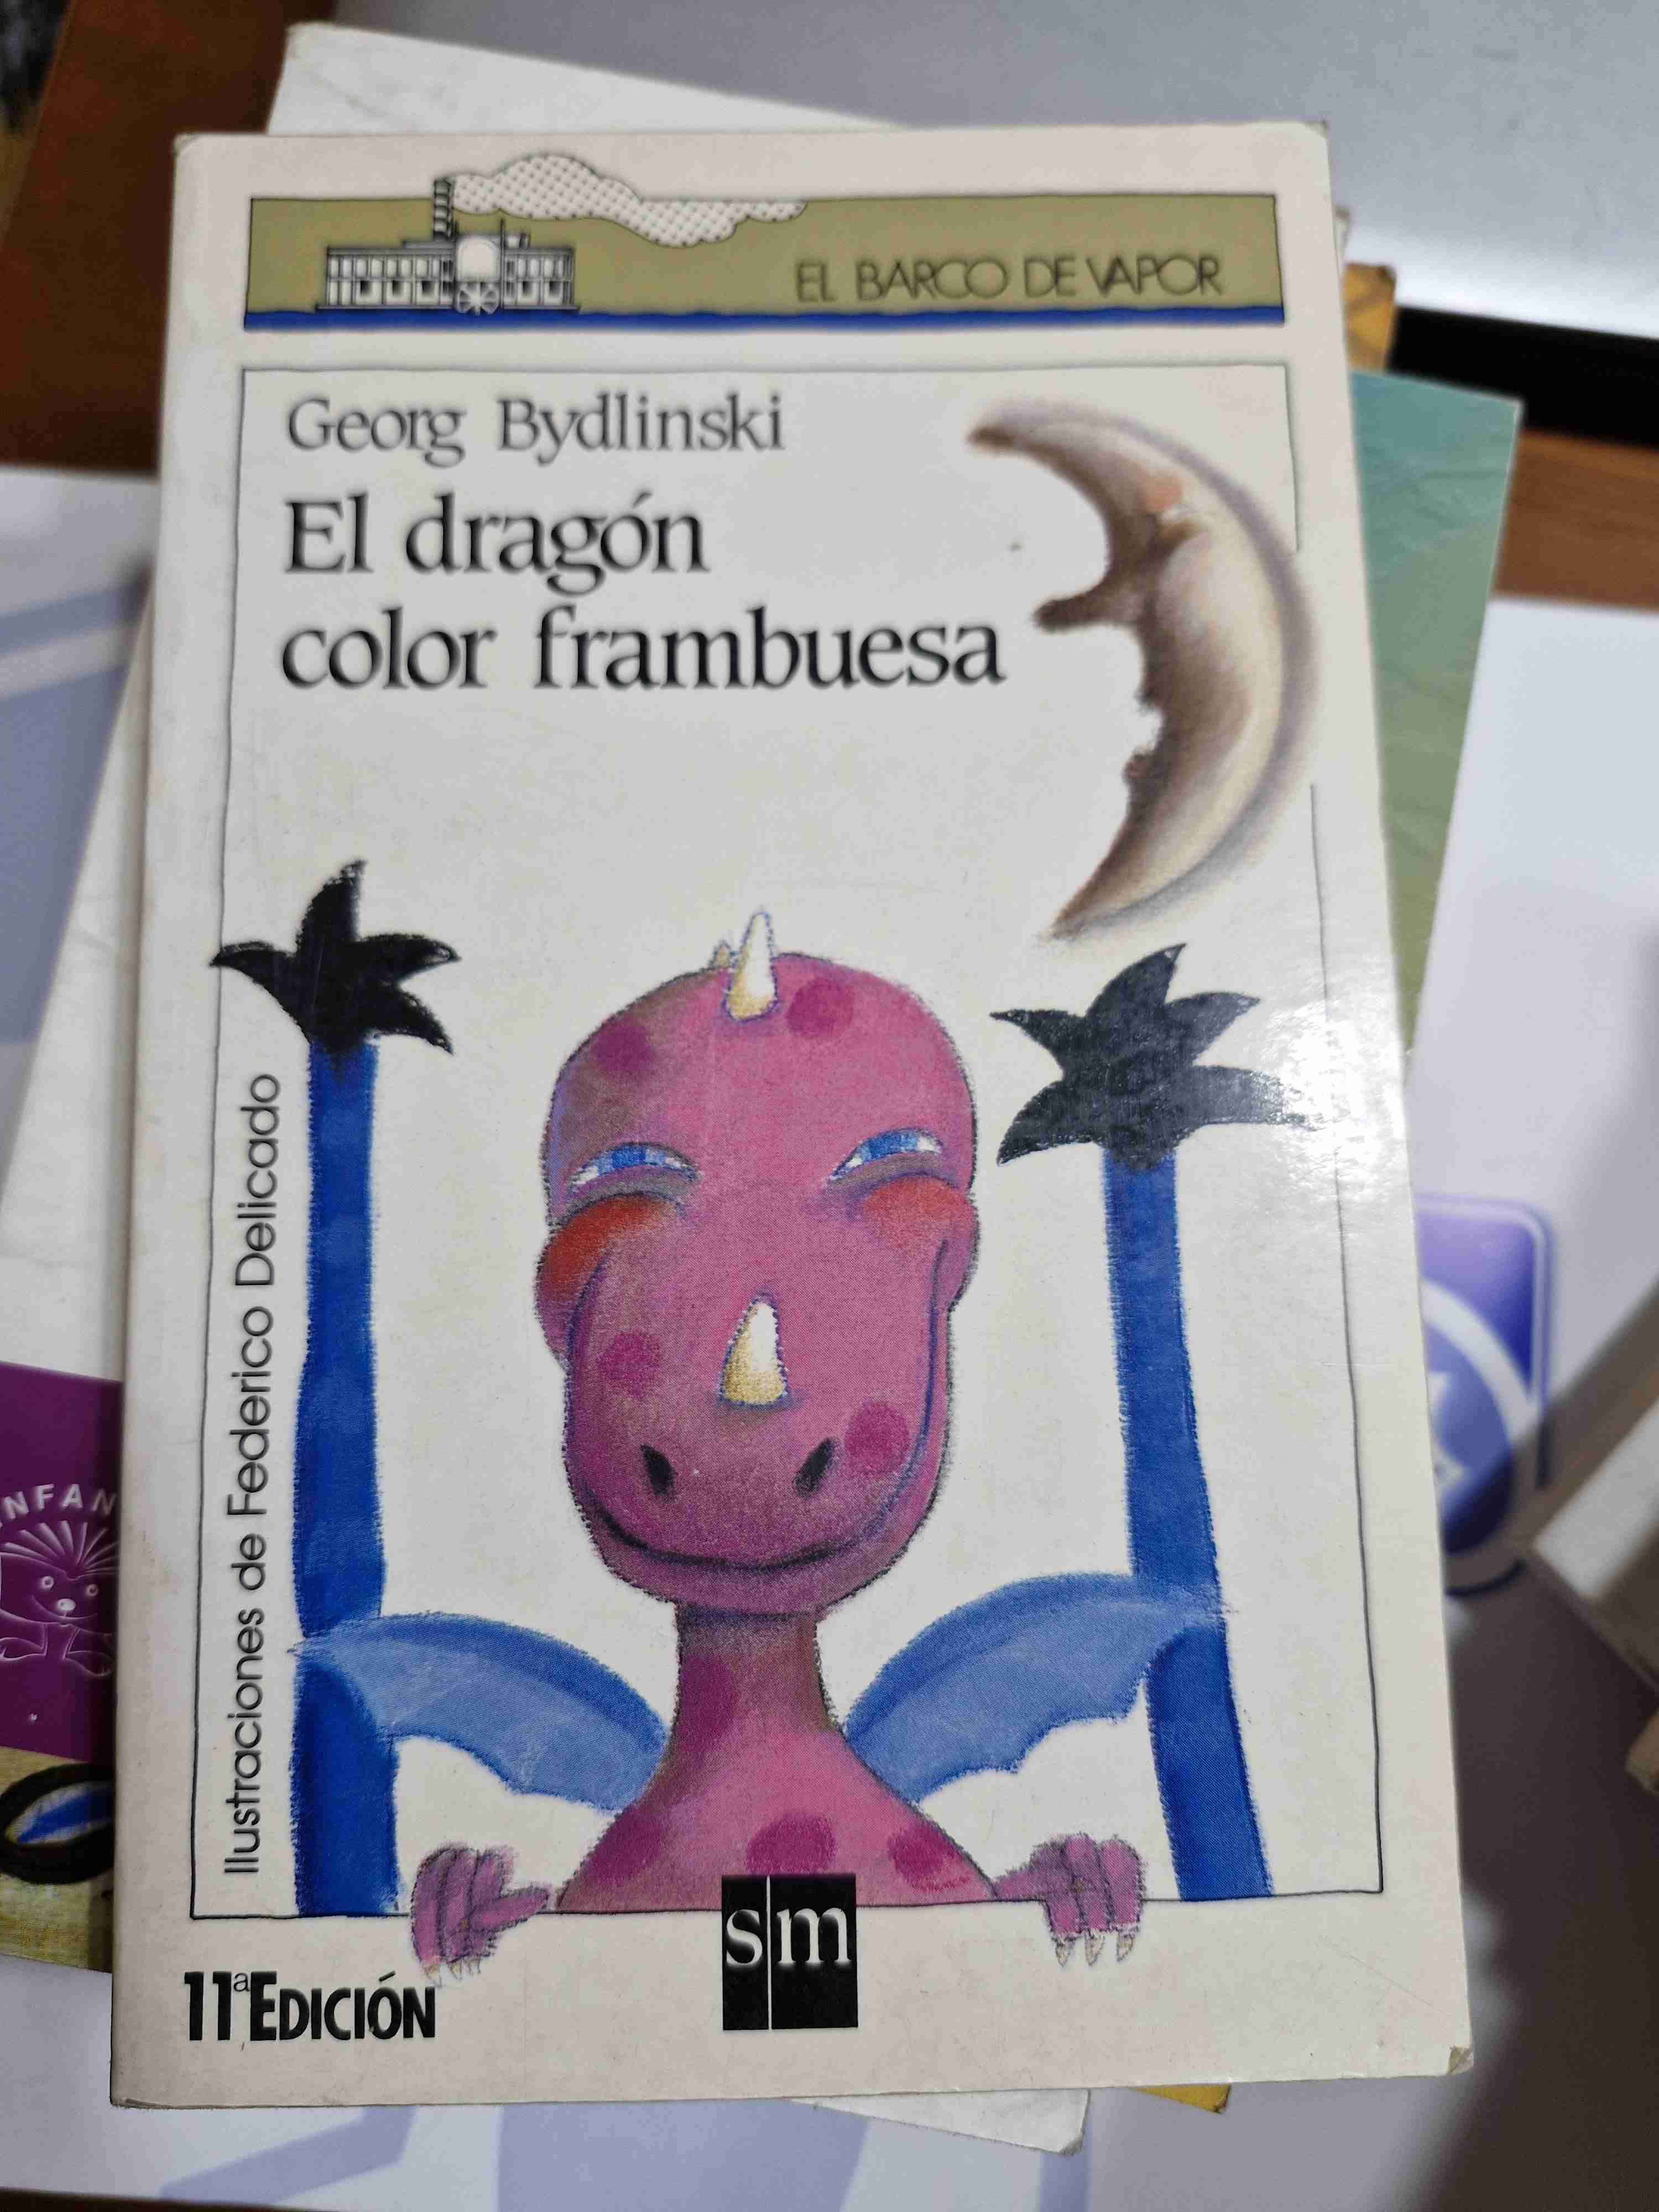 EL BARCO DE VAPOR
Georg Bydlinski
El dragón
color frambuesa
Ilustraciones de Federico Delicado
11ª EDICIÓN
sm